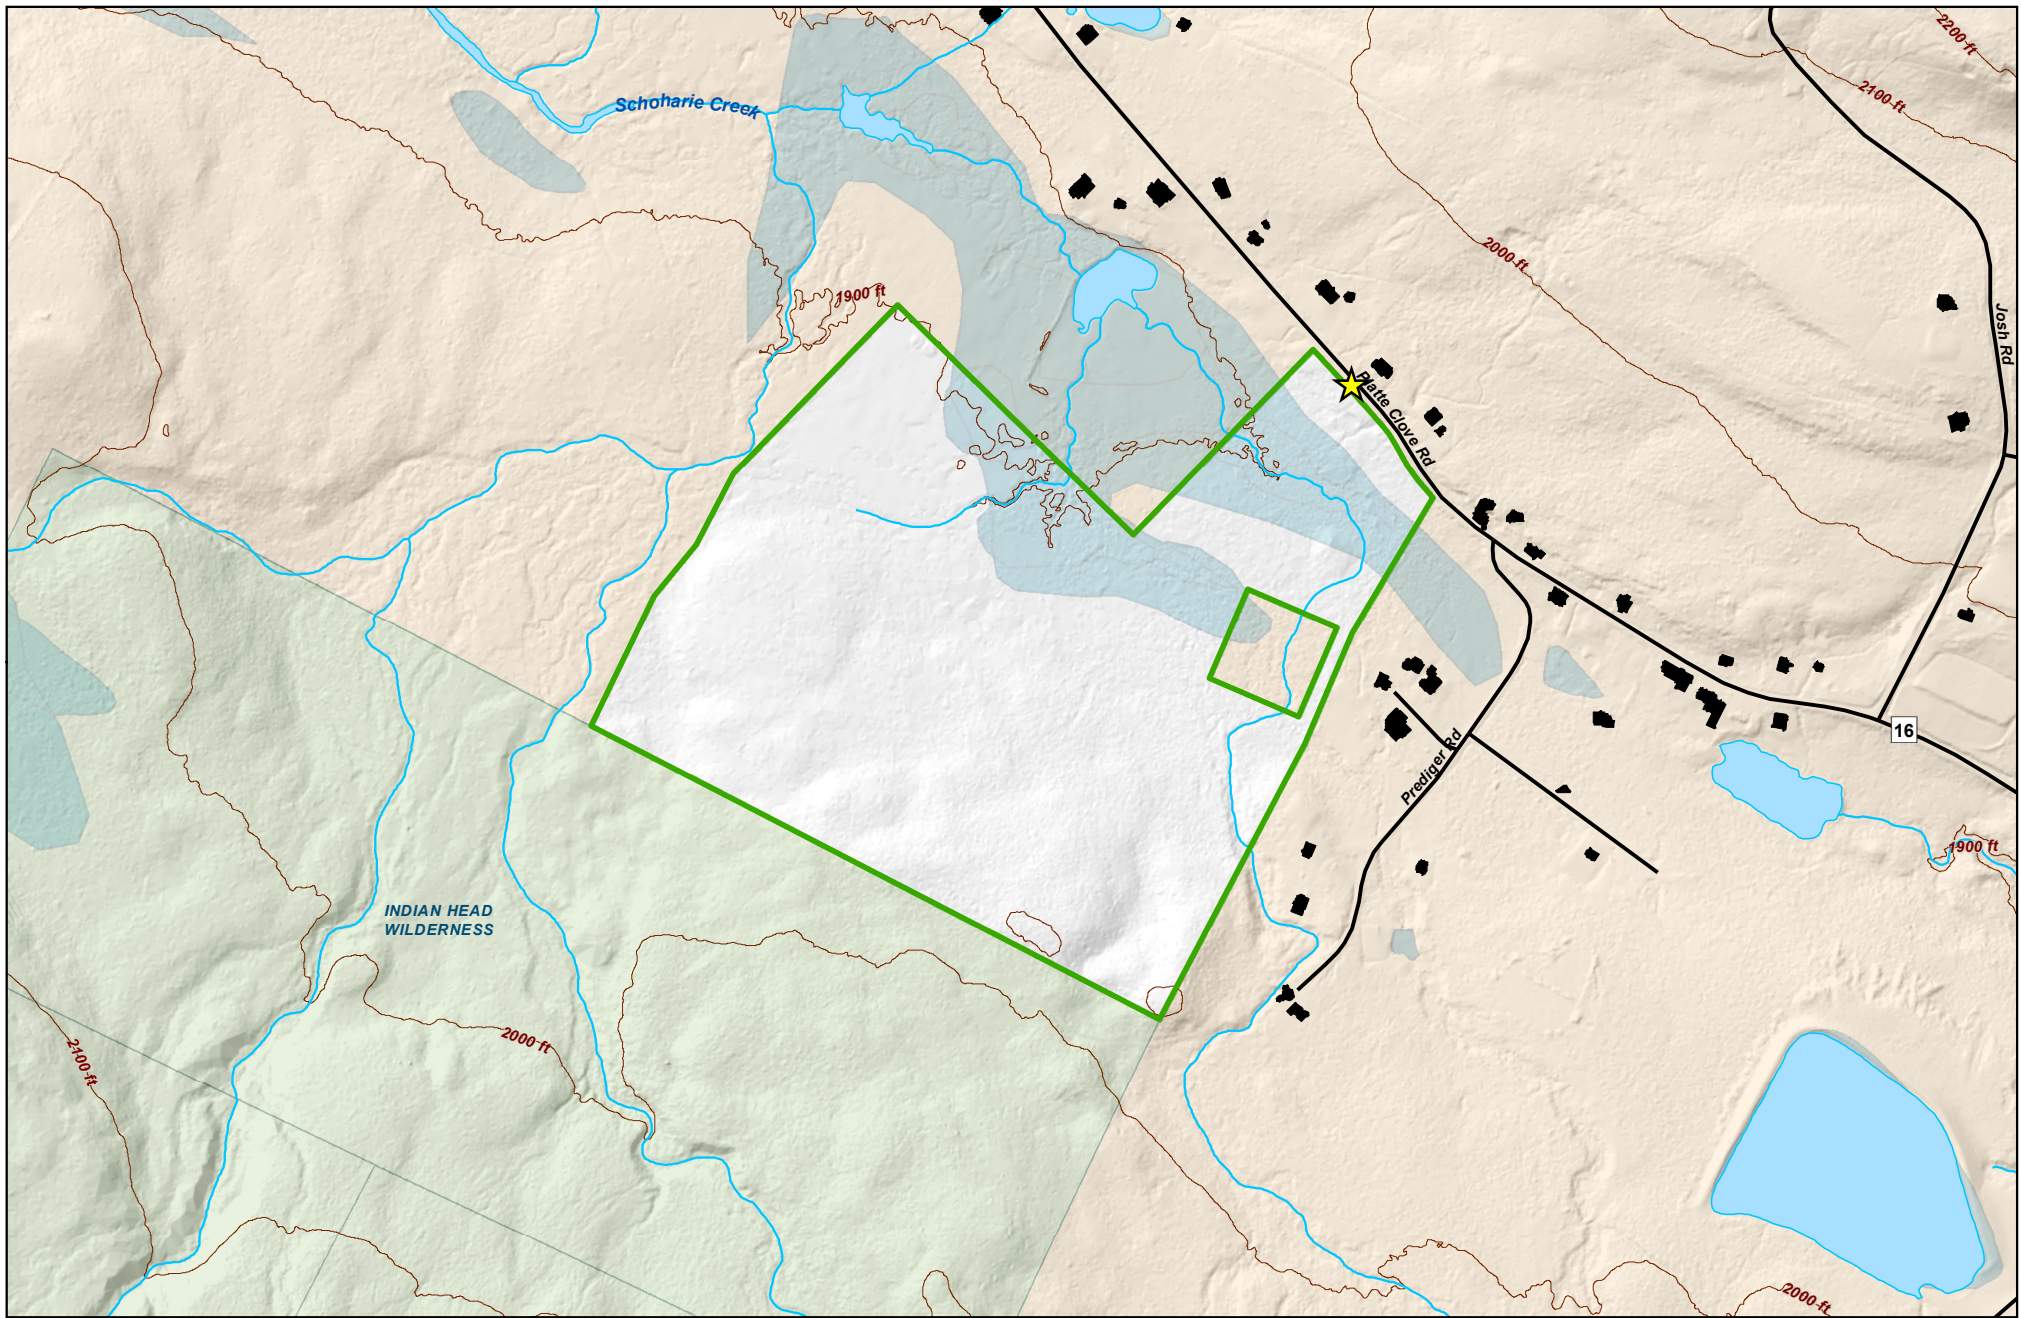 2200 ft
2100 ft
Schoharie Creek
2000 ft
1900 ft
Josh Rd
Platte Clove Rd
16
Prediger Rd
1900 ft
INDIAN HEAD
WILDERNESS
2000 ft
2100 ft
2000 ft